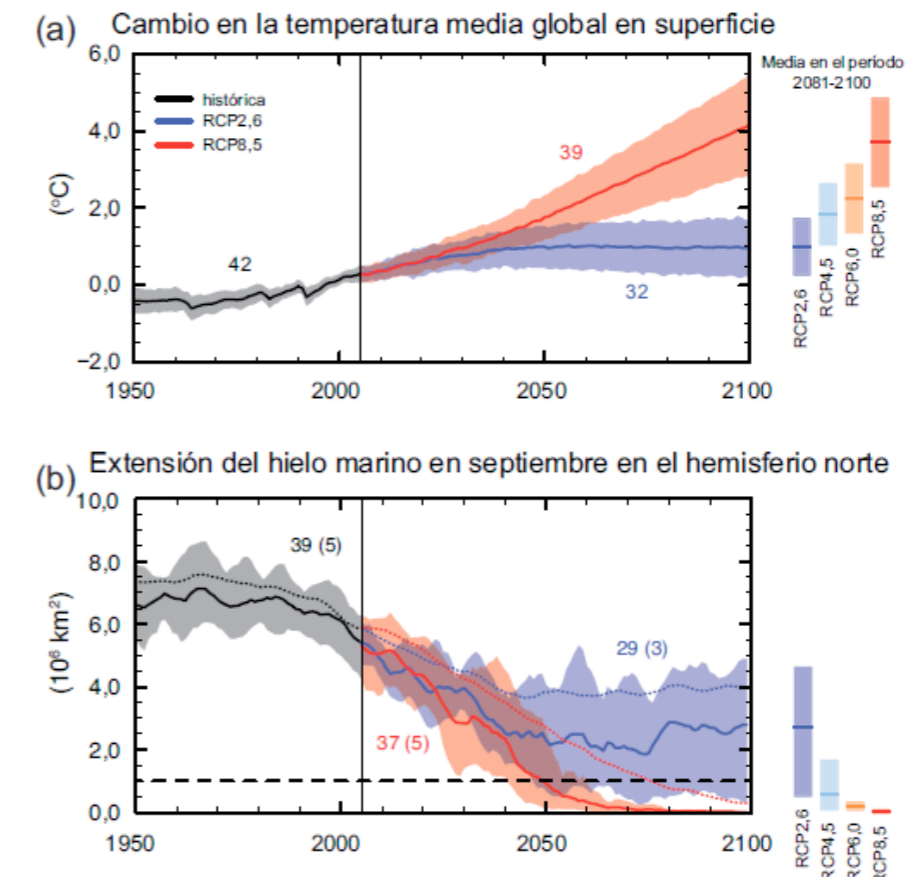 (a) Cambio en la temperatura media global en superficie
6,0
4,0
2,0
0,0
−2,0
(°C)
histórica
RCP2,6
RCP8,5
42
39
32
1950
2000
2050
2100
Media en el período
2081-2100
RCP2,6
RCP4,5
RCP6,0
RCP8,5
(b) Extensión del hielo marino en septiembre en el hemisferio norte
10,0
8,0
6,0
4,0
2,0
0,0
(10⁶ km²)
39 (5)
29 (3)
37 (5)
1950
2000
2050
2100
RCP2,6
RCP4,5
RCP6,0
RCP8,5